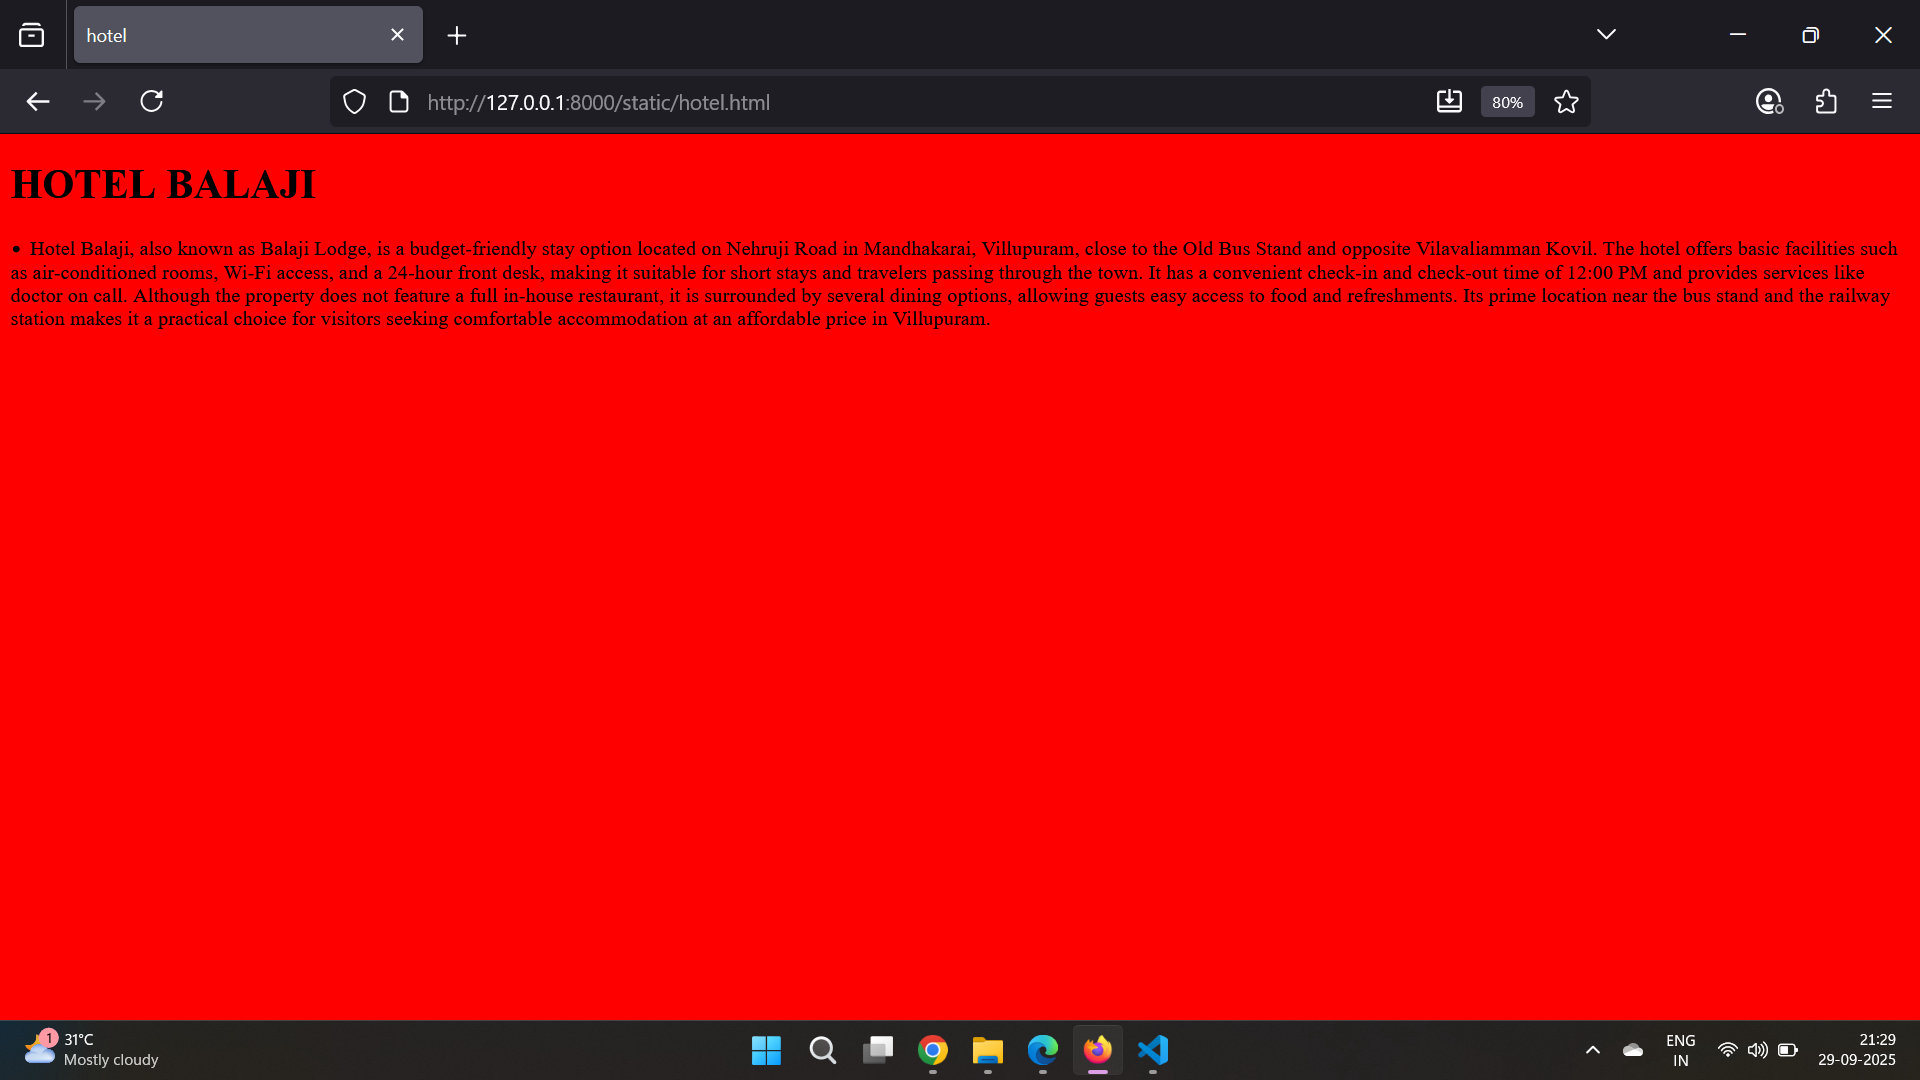 hotel
http://127.0.0.1:8000/static/hotel.html
80%
HOTEL BALAJI
• Hotel Balaji, also known as Balaji Lodge, is a budget-friendly stay option located on Nehruji Road in Mandhakarai, Villupuram, close to the Old Bus Stand and opposite Vilavaliamman Kovil. The hotel offers basic facilities such
as air-conditioned rooms, Wi-Fi access, and a 24-hour front desk, making it suitable for short stays and travelers passing through the town. It has a convenient check-in and check-out time of 12:00 PM and provides services like
doctor on call. Although the property does not feature a full in-house restaurant, it is surrounded by several dining options, allowing guests easy access to food and refreshments. Its prime location near the bus stand and the railway
station makes it a practical choice for visitors seeking comfortable accommodation at an affordable price in Villupuram.
1
31°C
Mostly cloudy
ENG
IN
21:29
29-09-2025